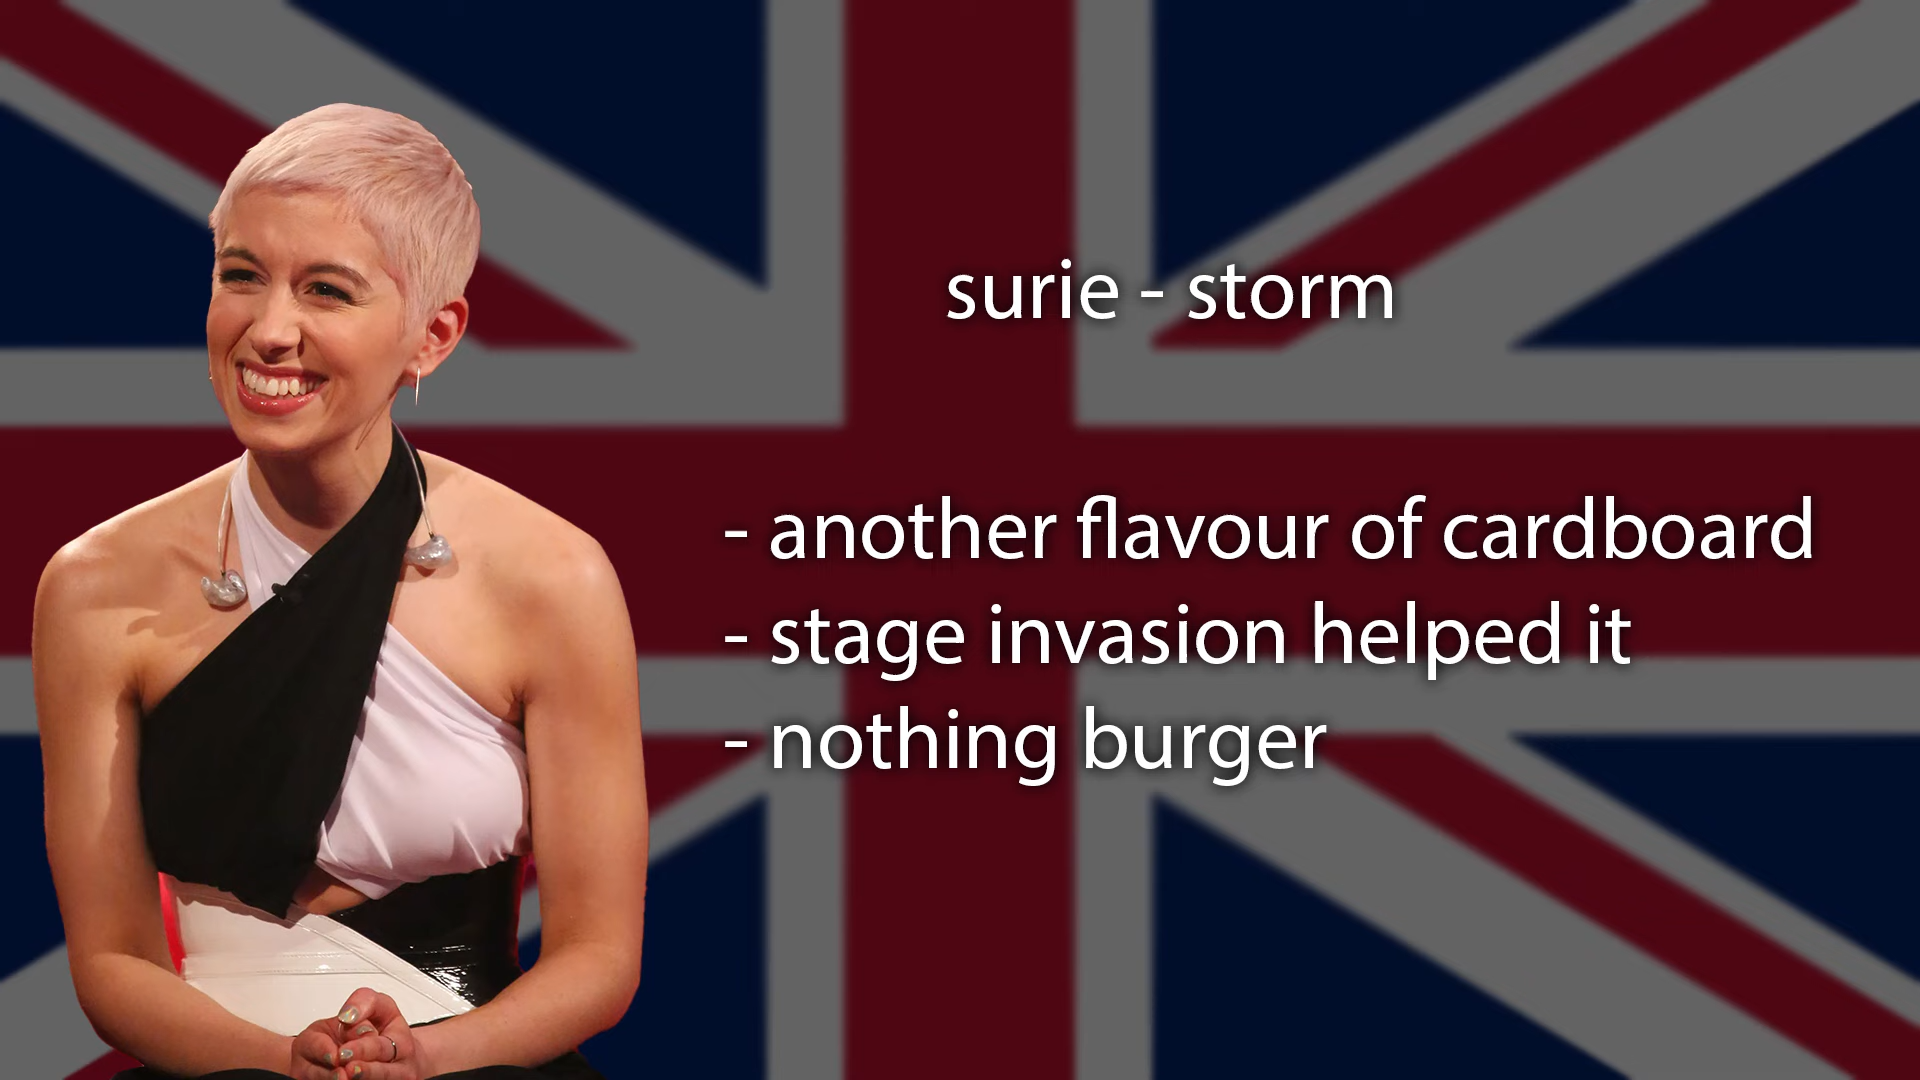 surie - storm
- another flavour of cardboard
- stage invasion helped it
- nothing burger